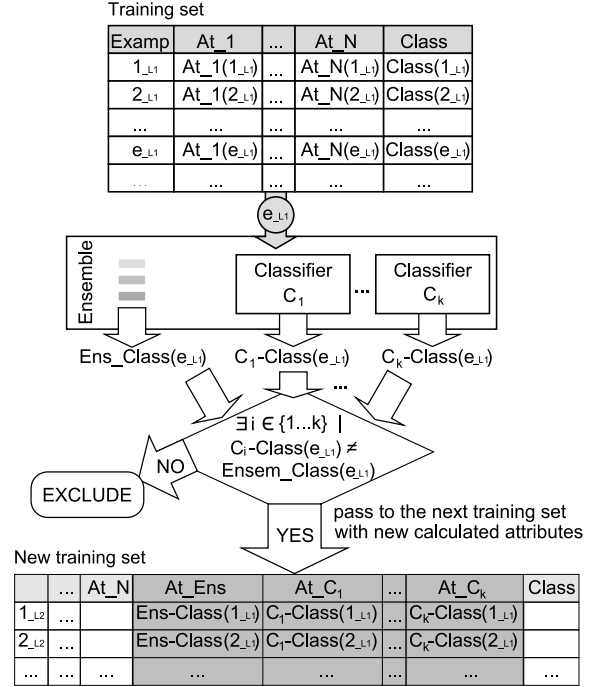 Training set
Examp At_1 ... At_N Class
1_L1 At_1(1_L1) ... At_N(1_L1) Class(1_L1)
2_L1 At_1(2_L1) ... At_N(2_L1) Class(2_L1)
... ... ... ...
e_L1 At_1(e_L1) ... At_N(e_L1) Class(e_L1)
... ... ... ... ...
e_L1
Ensemble
Classifier C1 ... Classifier Ck
Ens_Class(e_L1) C1-Class(e_L1) Ck-Class(e_L1)
...
∃ i ∈ {1...k} |
Ci-Class(e_L1) ≠
Ensem_Class(e_L1)
NO
EXCLUDE
YES
pass to the next training set
with new calculated attributes
New training set
... At_N At_Ens At_C1 ... At_Ck Class
1_L2 ... Ens-Class(1_L1) C1-Class(1_L1) ... Ck-Class(1_L1)
2_L2 ... Ens-Class(2_L1) C1-Class(2_L1) ... Ck-Class(2_L1)
... ... ... ... ... ... ... ...